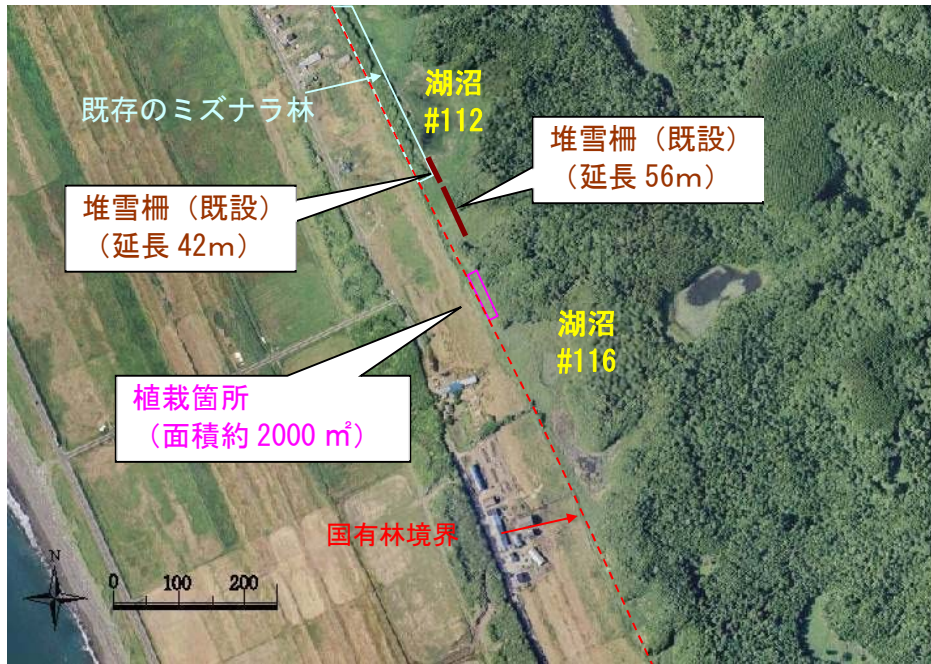 湖沼
#112
既存のミズナラ林
堆雪柵（既設）
（延長 56m）
堆雪柵（既設）
（延長 42m）
湖沼
#116
植栽箇所
（面積約 2000 ㎡）
国有林境界
N
0 100 200